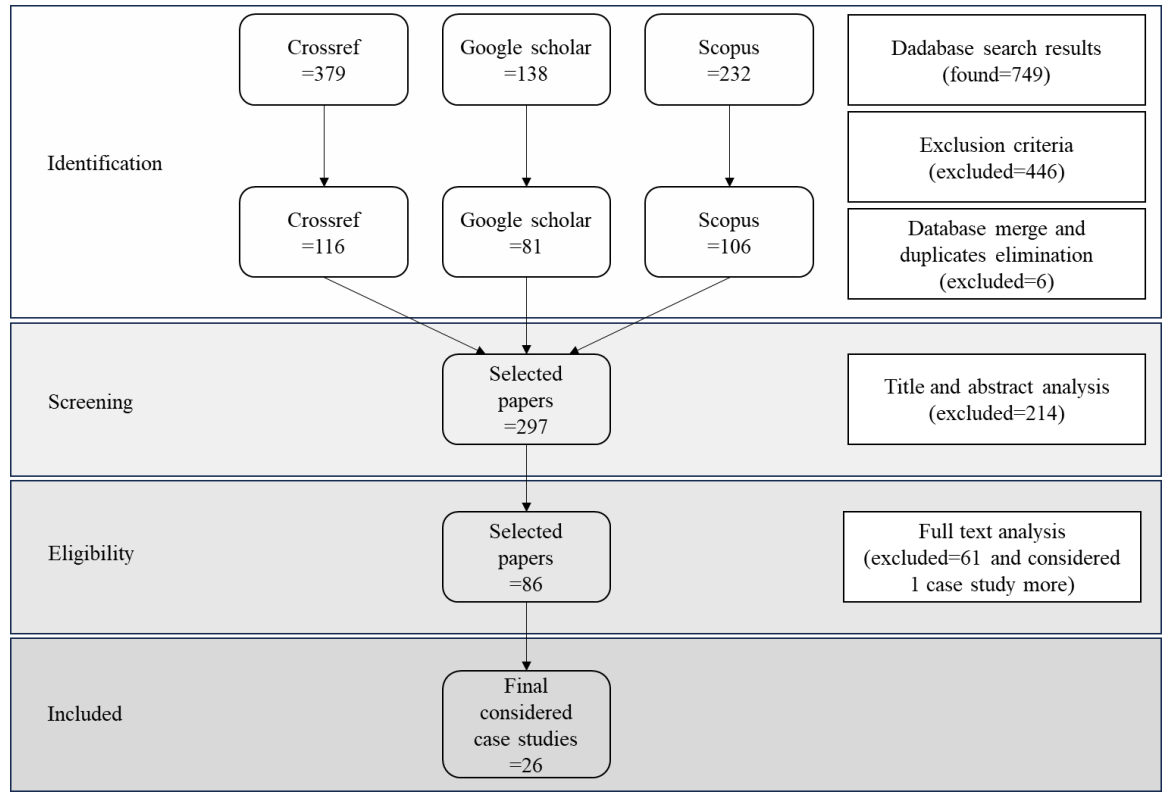 Crossref
=379
Google scholar
=138
Scopus
=232
Dadabase search results
(found=749)
Identification
Exclusion criteria
(excluded=446)
Crossref
=116
Google scholar
=81
Scopus
=106
Database merge and
duplicates elimination
(excluded=6)
Screening
Selected
papers
=297
Title and abstract analysis
(excluded=214)
Eligibility
Selected
papers
=86
Full text analysis
(excluded=61 and considered
1 case study more)
Included
Final
considered
case studies
=26